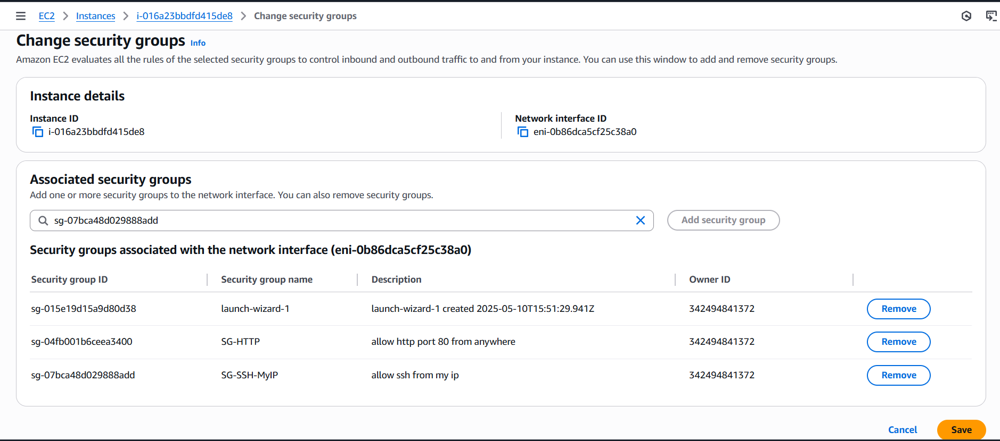 EC2 Instances i-016a23bbdfd415de8 Change security groups
Change security groups Info
Amazon EC2 evaluates all the rules of the selected security groups to control inbound and outbound traffic to and from your instance. You can use this window to add and remove security groups.
Instance details
Instance ID
i-016a23bbdfd415de8
Network interface ID
eni-0b86dca5cf25c38a0
Associated security groups
Add one or more security groups to the network interface. You can also remove security groups.
sg-07bca48d029888add Add security group
Security groups associated with the network interface (eni-0b86dca5cf25c38a0)
Security group ID Security group name Description Owner ID
sg-015e19d15a9d80d38 launch-wizard-1 launch-wizard-1 created 2025-05-10T15:51:29.941Z 342494841372 Remove
sg-04fb001b6ceea3400 SG-HTTP allow http port 80 from anywhere 342494841372 Remove
sg-07bca48d029888add SG-SSH-MyIP allow ssh from my ip 342494841372 Remove
Cancel Save